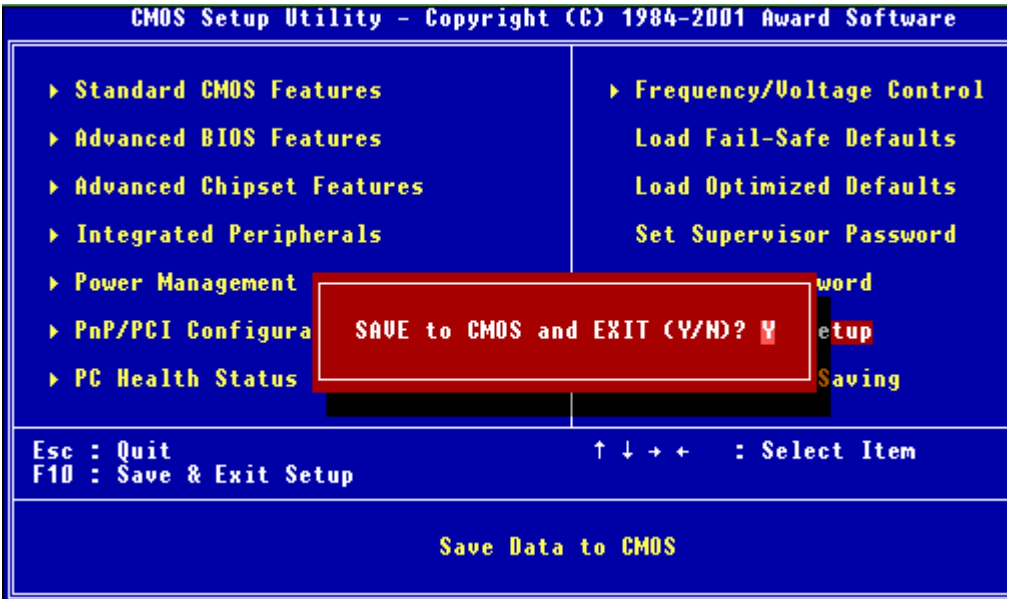 CMOS Setup Utility - Copyright (C) 1984-2001 Award Software
Standard CMOS Features
Advanced BIOS Features
Advanced Chipset Features
Integrated Peripherals
Power Management
PnP/PCI Configura
PC Health Status
Frequency/Voltage Control
Load Fail-Safe Defaults
Load Optimized Defaults
Set Supervisor Password
word
etup
Saving
SAVE to CMOS and EXIT (Y/N)? Y
Esc : Quit
F10 : Save & Exit Setup
↑ ↓ → ← : Select Item
Save Data to CMOS